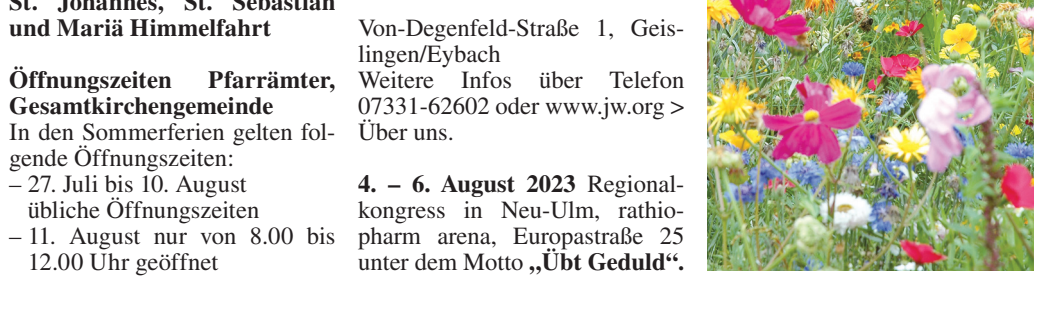 St. Johannes, St. Sebastian
und Mariä Himmelfahrt
Öffnungszeiten Pfarrämter,
Gesamtkirchengemeinde
In den Sommerferien gelten fol-
gende Öffnungszeiten:
– 27. Juli bis 10. August
übliche Öffnungszeiten
– 11. August nur von 8.00 bis
12.00 Uhr geöffnet
Von-Degenfeld-Straße 1, Geis-
lingen/Eybach
Weitere Infos über Telefon
07331-62602 oder www.jw.org >
Über uns.
4. – 6. August 2023 Regional-
kongress in Neu-Ulm, rathio-
pharm arena, Europastraße 25
unter dem Motto „Übt Geduld“.